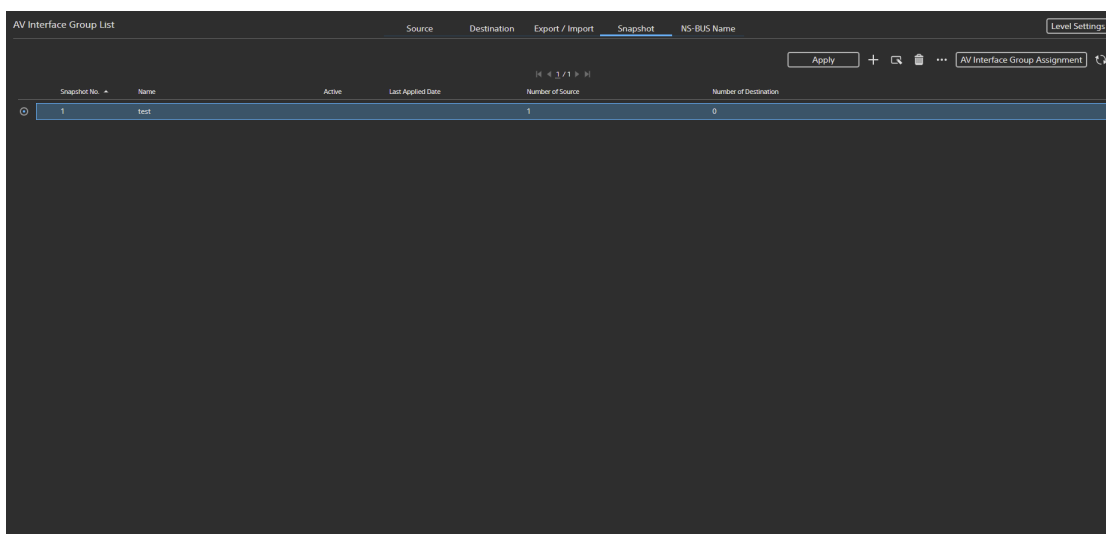 AV Interface Group List
Source Destination Export / Import Snapshot NS-BUS Name
Level Settings
Apply
AV Interface Group Assignment
1 / 1
Snapshot No. Name Active Last Applied Date Number of Source Number of Destination
1 test 1 0